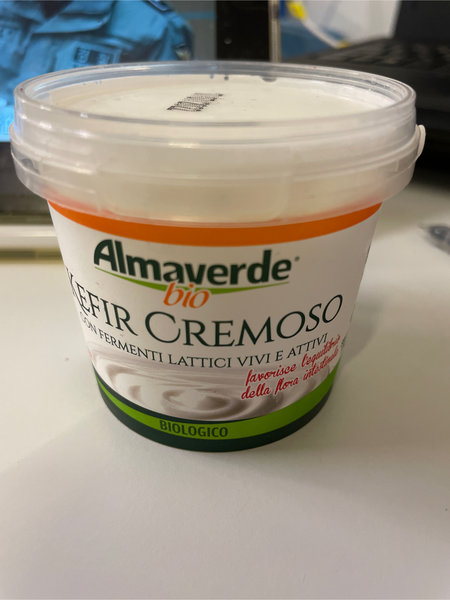 Almaverde
bio
KEFIR CREMOSO
CON FERMENTI LATTICI VIVI E ATTIVI
favorisce l'equilibrio
della flora intestinale
BIOLOGICO